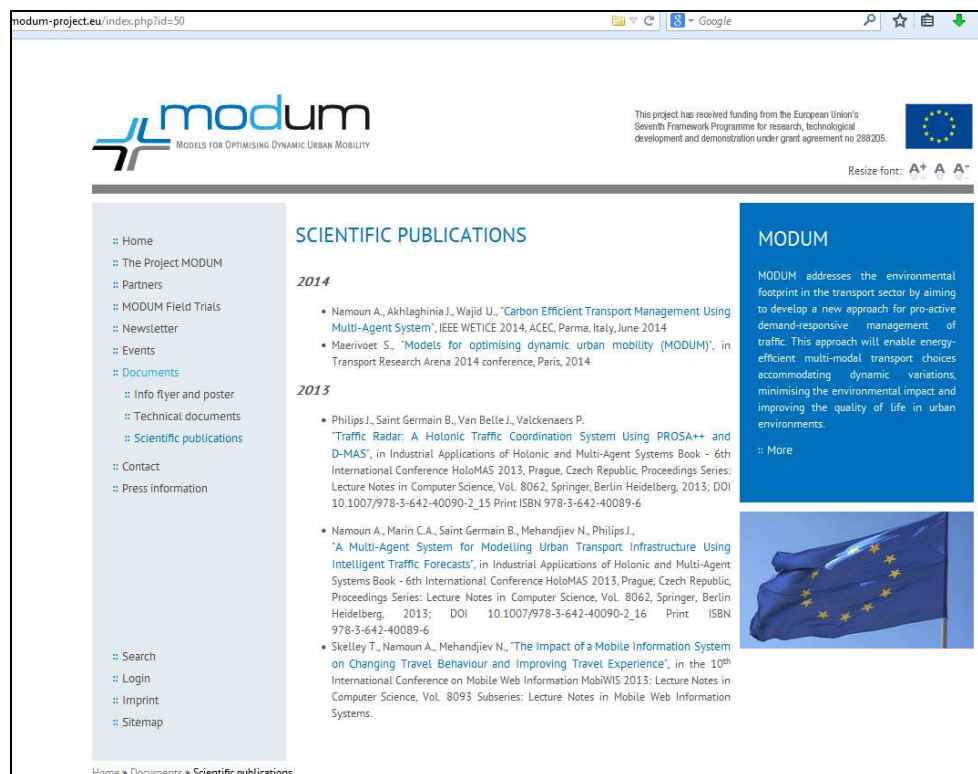 modum-project.eu/index.php?id=50
Google
modum
MODELS FOR OPTIMISING DYNAMIC URBAN MOBILITY
This project has received funding from the European Union's
Seventh Framework Programme for research, technological
development and demonstration under grant agreement no 288205.
Resize font: A+ A A-
:: Home
:: The Project MODUM
:: Partners
:: MODUM Field Trials
:: Newsletter
:: Events
:: Documents
:: Info flyer and poster
:: Technical documents
:: Scientific publications
:: Contact
:: Press information
:: Search
:: Login
:: Imprint
:: Sitemap
SCIENTIFIC PUBLICATIONS
2014
• Namoun A., Akhlaghinia J., Wajid U., "Carbon Efficient Transport Management Using
Multi-Agent System", IEEE WETICE 2014, ACEC, Parma, Italy, June 2014
• Maerivoet S., "Models for optimising dynamic urban mobility (MODUM)", in
Transport Research Arena 2014 conference, Paris, 2014
2013
• Philips J., Saint Germain B., Van Belle J., Valckenaers P.
"Traffic Radar: A Holonic Traffic Coordination System Using PROSA++ and
D-MAS", in Industrial Applications of Holonic and Multi-Agent Systems Book - 6th
International Conference HoloMAS 2013, Prague, Czech Republic, Proceedings Series:
Lecture Notes in Computer Science, Vol. 8062, Springer, Berlin Heidelberg, 2013; DOI
10.1007/978-3-642-40090-2_15 Print ISBN 978-3-642-40089-6
• Namoun A., Marin C.A., Saint Germain B., Mehandjiev N., Philips J.,
"A Multi-Agent System for Modelling Urban Transport Infrastructure Using
Intelligent Traffic Forecasts", in Industrial Applications of Holonic and Multi-Agent
Systems Book - 6th International Conference HoloMAS 2013, Prague, Czech Republic,
Proceedings Series: Lecture Notes in Computer Science, Vol. 8062, Springer, Berlin
Heidelberg, 2013; DOI 10.1007/978-3-642-40090-2_16 Print ISBN
978-3-642-40089-6
• Skelley T., Namoun A., Mehandjiev N., "The Impact of a Mobile Information System
on Changing Travel Behaviour and Improving Travel Experience", in the 10th
International Conference on Mobile Web Information MobiWIS 2013: Lecture Notes in
Computer Science, Vol. 8093 Subseries: Lecture Notes in Mobile Web Information
Systems.
MODUM
MODUM addresses the environmental
footprint in the transport sector by aiming
to develop a new approach for pro-active
demand-responsive management of
traffic. This approach will enable energy-
efficient multi-modal transport choices
accommodating dynamic variations,
minimising the environmental impact and
improving the quality of life in urban
environments.
:: More
Home » Documents » Scientific publications